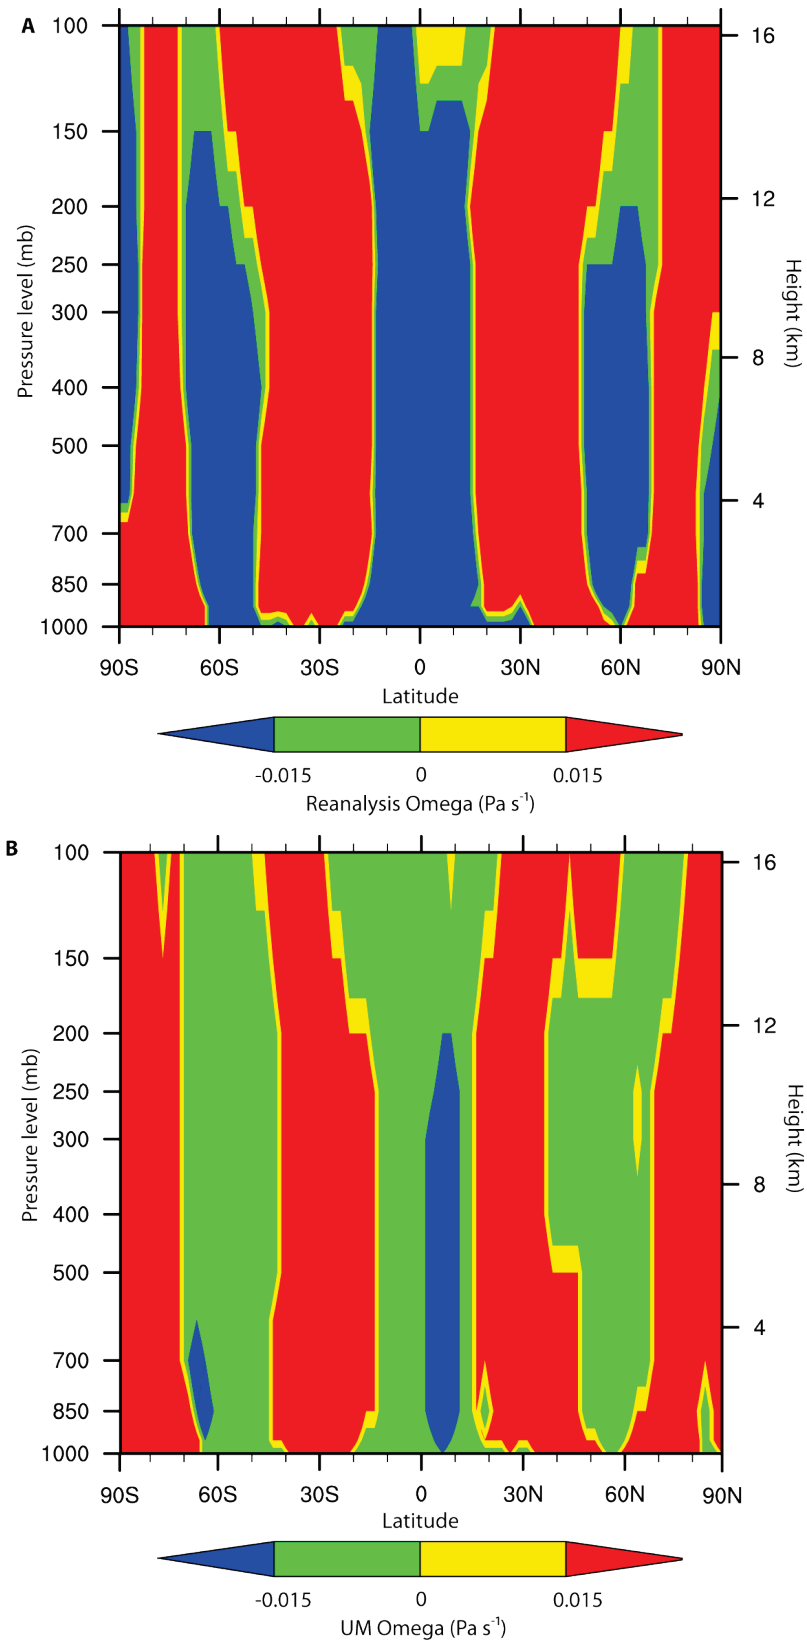 A
100
150
200
250
300
400
500
700
850
1000
Pressure level (mb)
16
12
8
4
Height (km)
90S 60S 30S 0 30N 60N 90N
Latitude
-0.015 0 0.015
Reanalysis Omega (Pa s⁻¹)
B
100
150
200
250
300
400
500
700
850
1000
Pressure level (mb)
16
12
8
4
Height (km)
90S 60S 30S 0 30N 60N 90N
Latitude
-0.015 0 0.015
UM Omega (Pa s⁻¹)